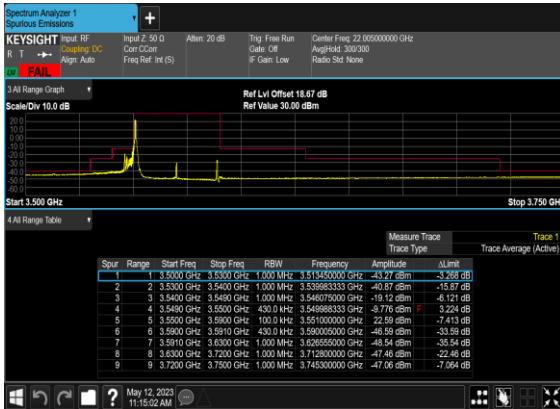 Spectrum Analyzer 1
Spurious Emissions
+
KEYSIGHT Input: RF Input Z: 50 Ω Atten: 20 dB Trig: Free Run Center Freq: 22.005000000 GHz
R T Coupling: DC Corr CCorr Gate: Off Avg|Hold: 300/300
Align: Auto Freq Ref: Int (S) IF Gain: Low Radio Std: None
FAIL
3 All Range Graph Ref Lvl Offset 18.67 dB
Scale/Div 10.0 dB Ref Value 30.00 dBm
20.0
10.0
0.00
-10.0
-20.0
-30.0
-40.0
-50.0
-60.0
Start 3.500 GHz Stop 3.750 GH
4 All Range Table
Measure Trace Trace 1
Trace Type Trace Average (Active)
Spur Range Start Freq Stop Freq RBW Frequency Amplitude ΔLimit
1 1 3.5000 GHz 3.5300 GHz 1.000 MHz 3.513450000 GHz -43.27 dBm -3.268 dB
2 2 3.5300 GHz 3.5400 GHz 1.000 MHz 3.539983333 GHz -40.87 dBm -15.87 dB
3 3 3.5400 GHz 3.5490 GHz 1.000 MHz 3.546075000 GHz -19.12 dBm -6.121 dB
4 4 3.5490 GHz 3.5500 GHz 430.0 kHz 3.549988333 GHz -9.776 dBm F 3.224 dB
5 5 3.5500 GHz 3.5900 GHz 100.0 kHz 3.551000000 GHz 22.59 dBm -7.413 dB
6 6 3.5900 GHz 3.5910 GHz 430.0 kHz 3.590005000 GHz -46.59 dBm -33.59 dB
7 7 3.5910 GHz 3.6300 GHz 1.000 MHz 3.626555000 GHz -48.54 dBm -35.54 dB
8 8 3.6300 GHz 3.7200 GHz 1.000 MHz 3.712800000 GHz -47.46 dBm -22.46 dB
9 9 3.7200 GHz 3.7500 GHz 1.000 MHz 3.745300000 GHz -47.06 dBm -7.064 dB
? May 12, 2023
11:15:02 AM